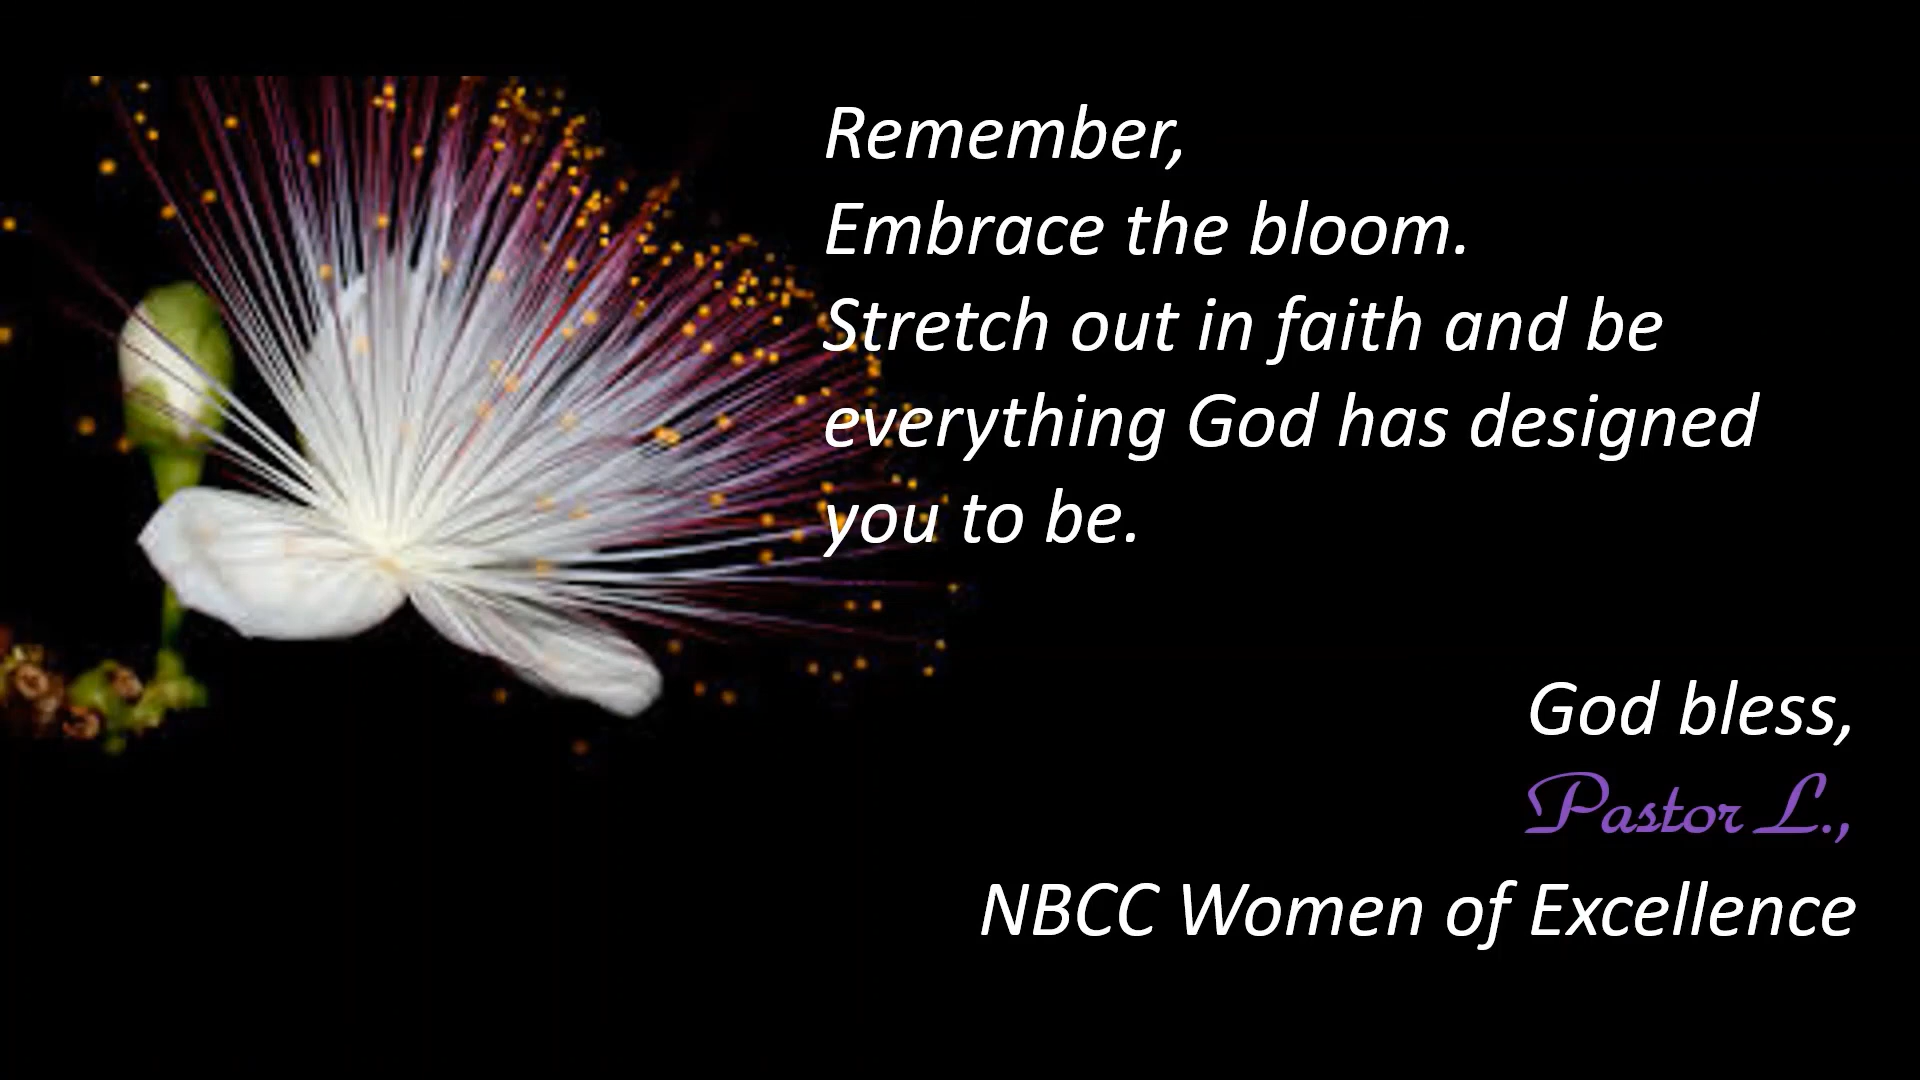 Remember,
Embrace the bloom.
Stretch out in faith and be
everything God has designed
you to be.
God bless,
Pastor L.,
NBCC Women of Excellence